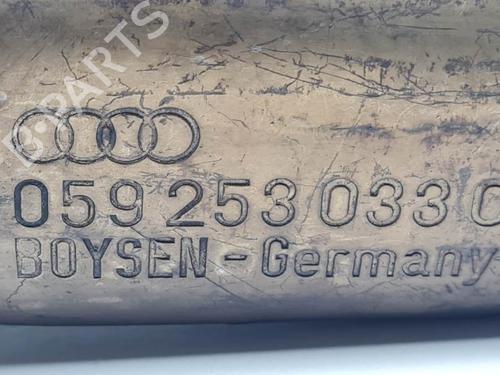 B-PARTS
059 253 033 C
BOYSEN - Germany